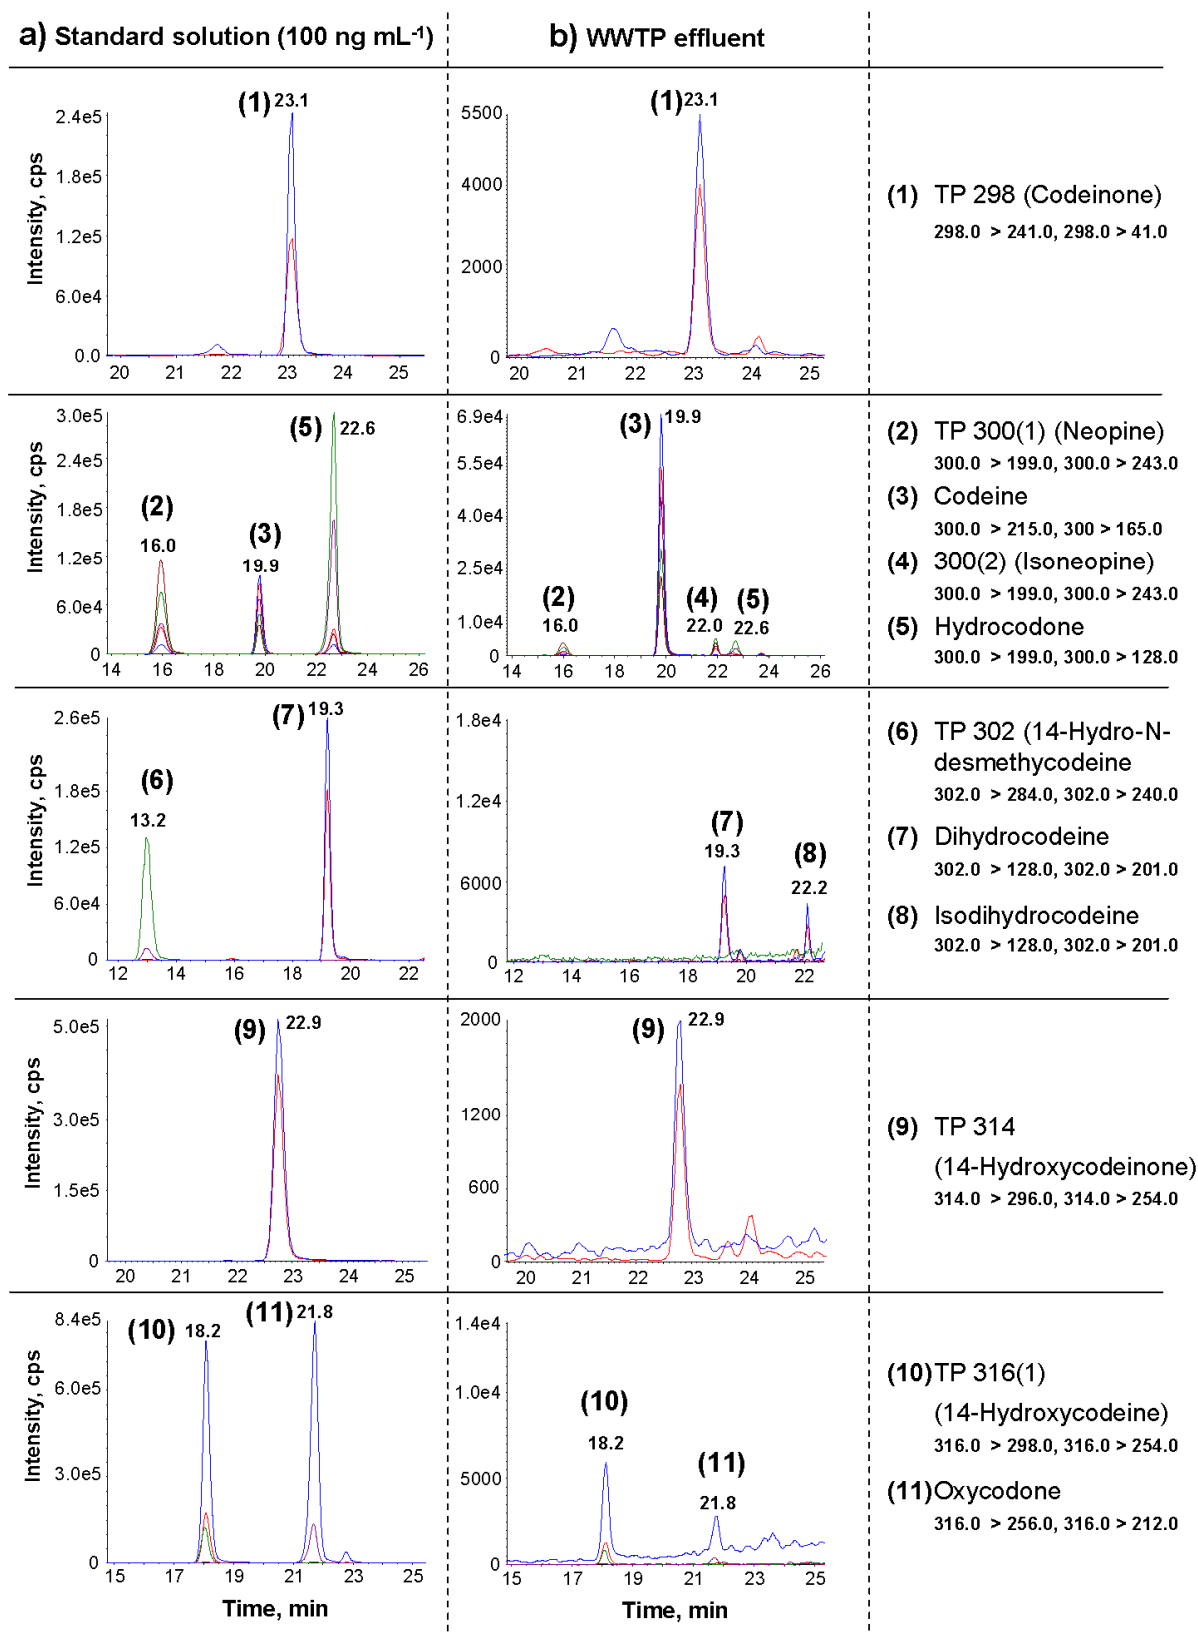 a) Standard solution (100 ng mL-1)
b) WWTP effluent
Intensity, cps
2.4e5
1.8e5
1.2e5
6.0e4
0.0
(1) 23.1
20 21 22 23 24 25
5500
4000
2000
0
(1) 23.1
20 21 22 23 24 25
(1) TP 298 (Codeinone)
298.0 > 241.0, 298.0 > 41.0
Intensity, cps
3.0e5
2.4e5
1.8e5
1.2e5
6.0e4
0
(2)
16.0
(3)
19.9
(5) 22.6
14 16 18 20 22 24 26
6.9e4
5.5e4
4.0e4
2.5e4
1.0e4
0
(2)
16.0
(3) 19.9
(4)
22.0
(5)
22.6
14 16 18 20 22 24 26
(2) TP 300(1) (Neopine)
300.0 > 199.0, 300.0 > 243.0
(3) Codeine
300.0 > 215.0, 300 > 165.0
(4) 300(2) (Isoneopine)
300.0 > 199.0, 300.0 > 243.0
(5) Hydrocodone
300.0 > 199.0, 300.0 > 128.0
Intensity, cps
2.6e5
1.8e5
1.2e5
6.0e4
0
(6)
13.2
(7) 19.3
12 14 16 18 20 22
1.8e4
1.2e4
6000
0
(7)
19.3
(8)
22.2
12 14 16 18 20 22
(6) TP 302 (14-Hydro-N-
desmethycodeine
302.0 > 284.0, 302.0 > 240.0
(7) Dihydrocodeine
302.0 > 128.0, 302.0 > 201.0
(8) Isodihydrocodeine
302.0 > 128.0, 302.0 > 201.0
Intensity, cps
5.0e5
3.0e5
1.5e5
0
(9) 22.9
20 21 22 23 24 25
2000
1200
600
0
(9) 22.9
20 21 22 23 24 25
(9) TP 314
(14-Hydroxycodeinone)
314.0 > 296.0, 314.0 > 254.0
Intensity, cps
8.4e5
6.0e5
3.0e5
0
(10) 18.2
(11) 21.8
15 17 19 21 23 25
Time, min
1.4e4
1.0e4
5000
0
(10)
18.2
(11)
21.8
15 17 19 21 23 25
Time, min
(10) TP 316(1)
(14-Hydroxycodeine)
316.0 > 298.0, 316.0 > 254.0
(11) Oxycodone
316.0 > 256.0, 316.0 > 212.0